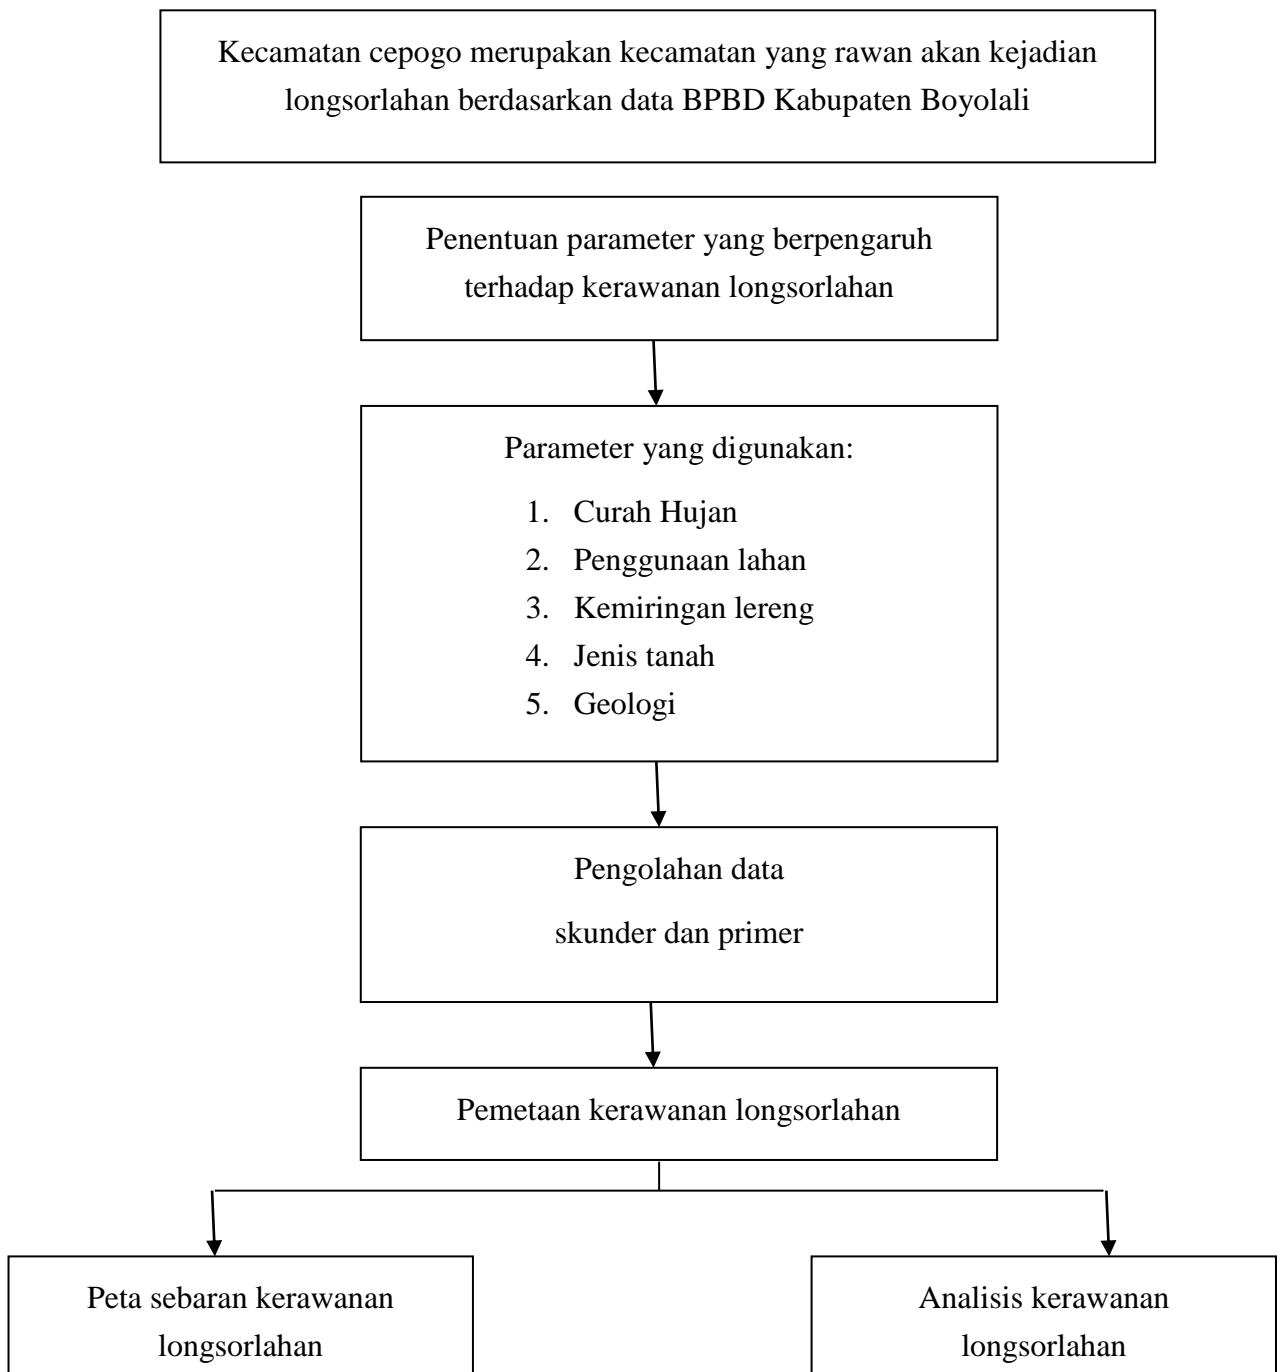 Kecamatan cepogo merupakan kecamatan yang rawan akan kejadian
longsorlahan berdasarkan data BPBD Kabupaten Boyolali
Penentuan parameter yang berpengaruh
terhadap kerawanan longsorlahan
Parameter yang digunakan:
1. Curah Hujan
2. Penggunaan lahan
3. Kemiringan lereng
4. Jenis tanah
5. Geologi
Pengolahan data
skunder dan primer
Pemetaan kerawanan longsorlahan
Peta sebaran kerawanan
longsorlahan
Analisis kerawanan
longsorlahan